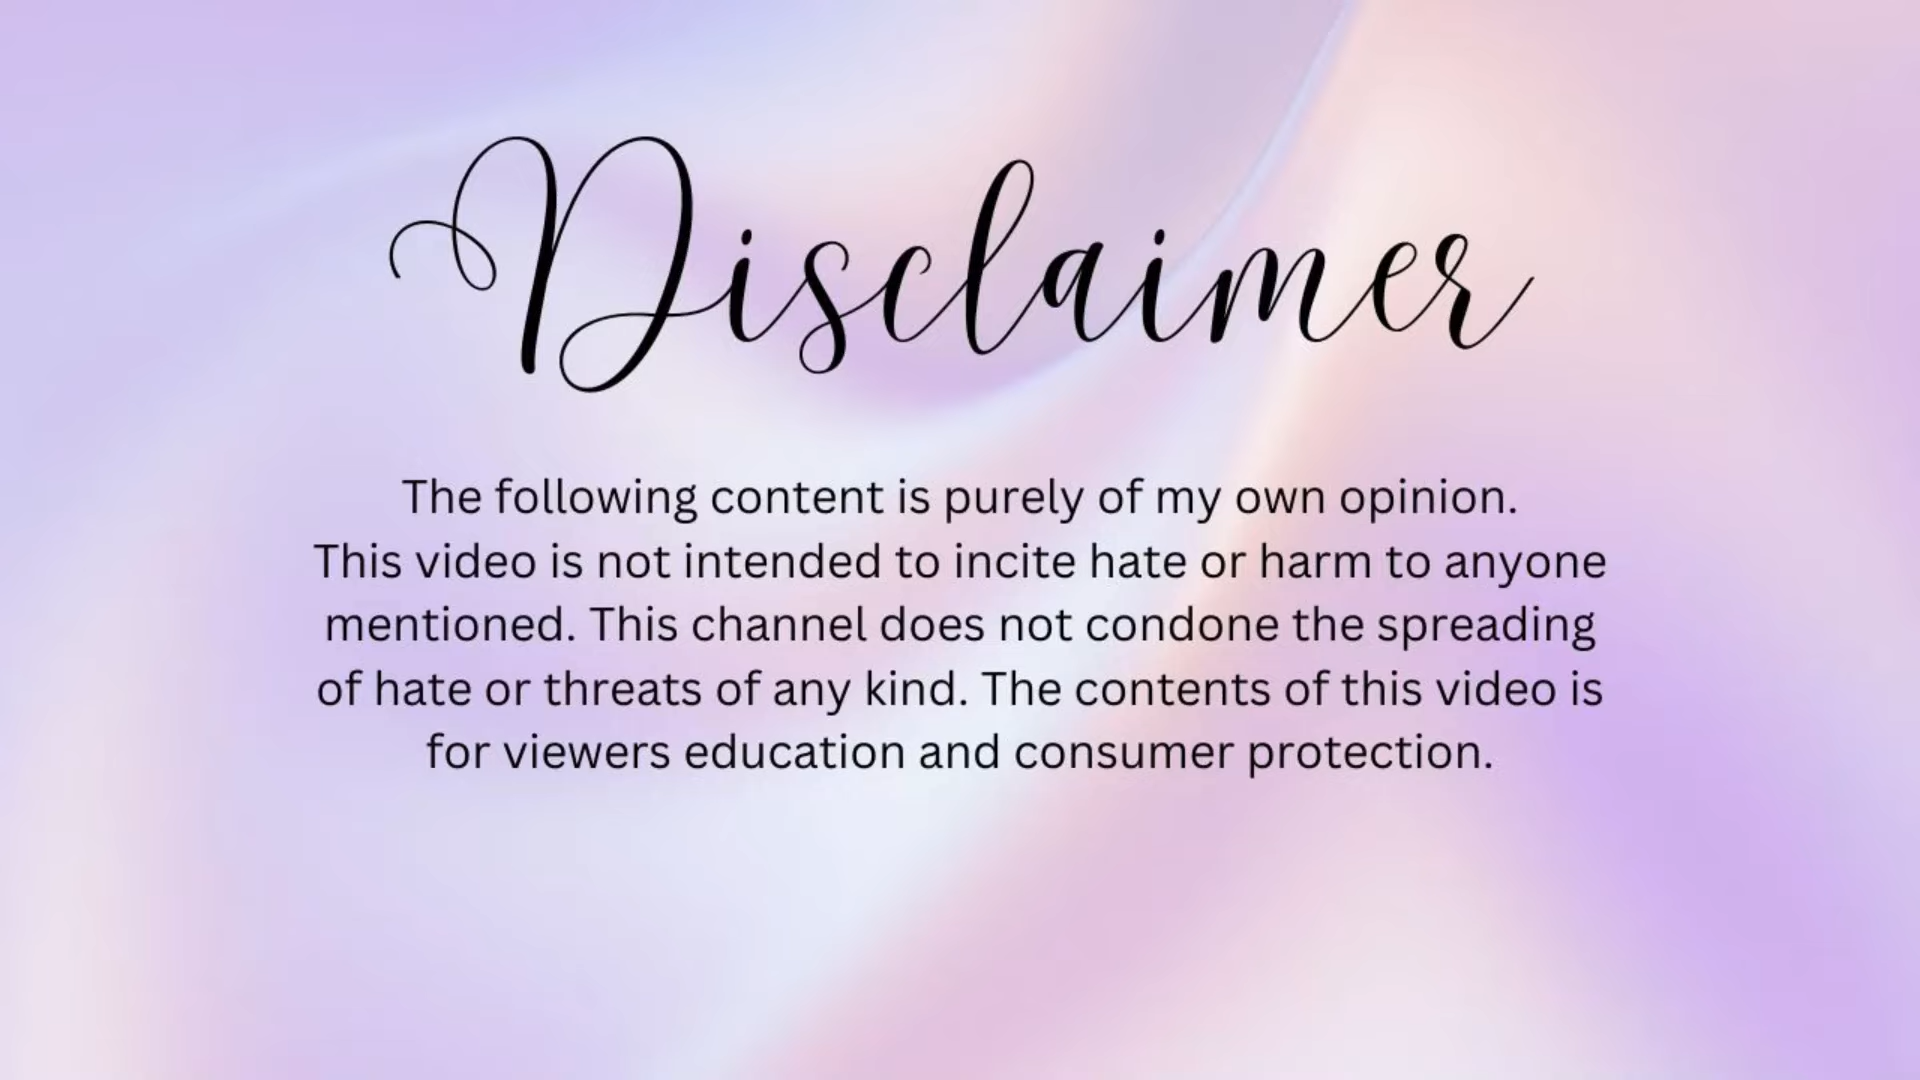 Disclaimer
The following content is purely of my own opinion.
This video is not intended to incite hate or harm to anyone
mentioned. This channel does not condone the spreading
of hate or threats of any kind. The contents of this video is
for viewers education and consumer protection.